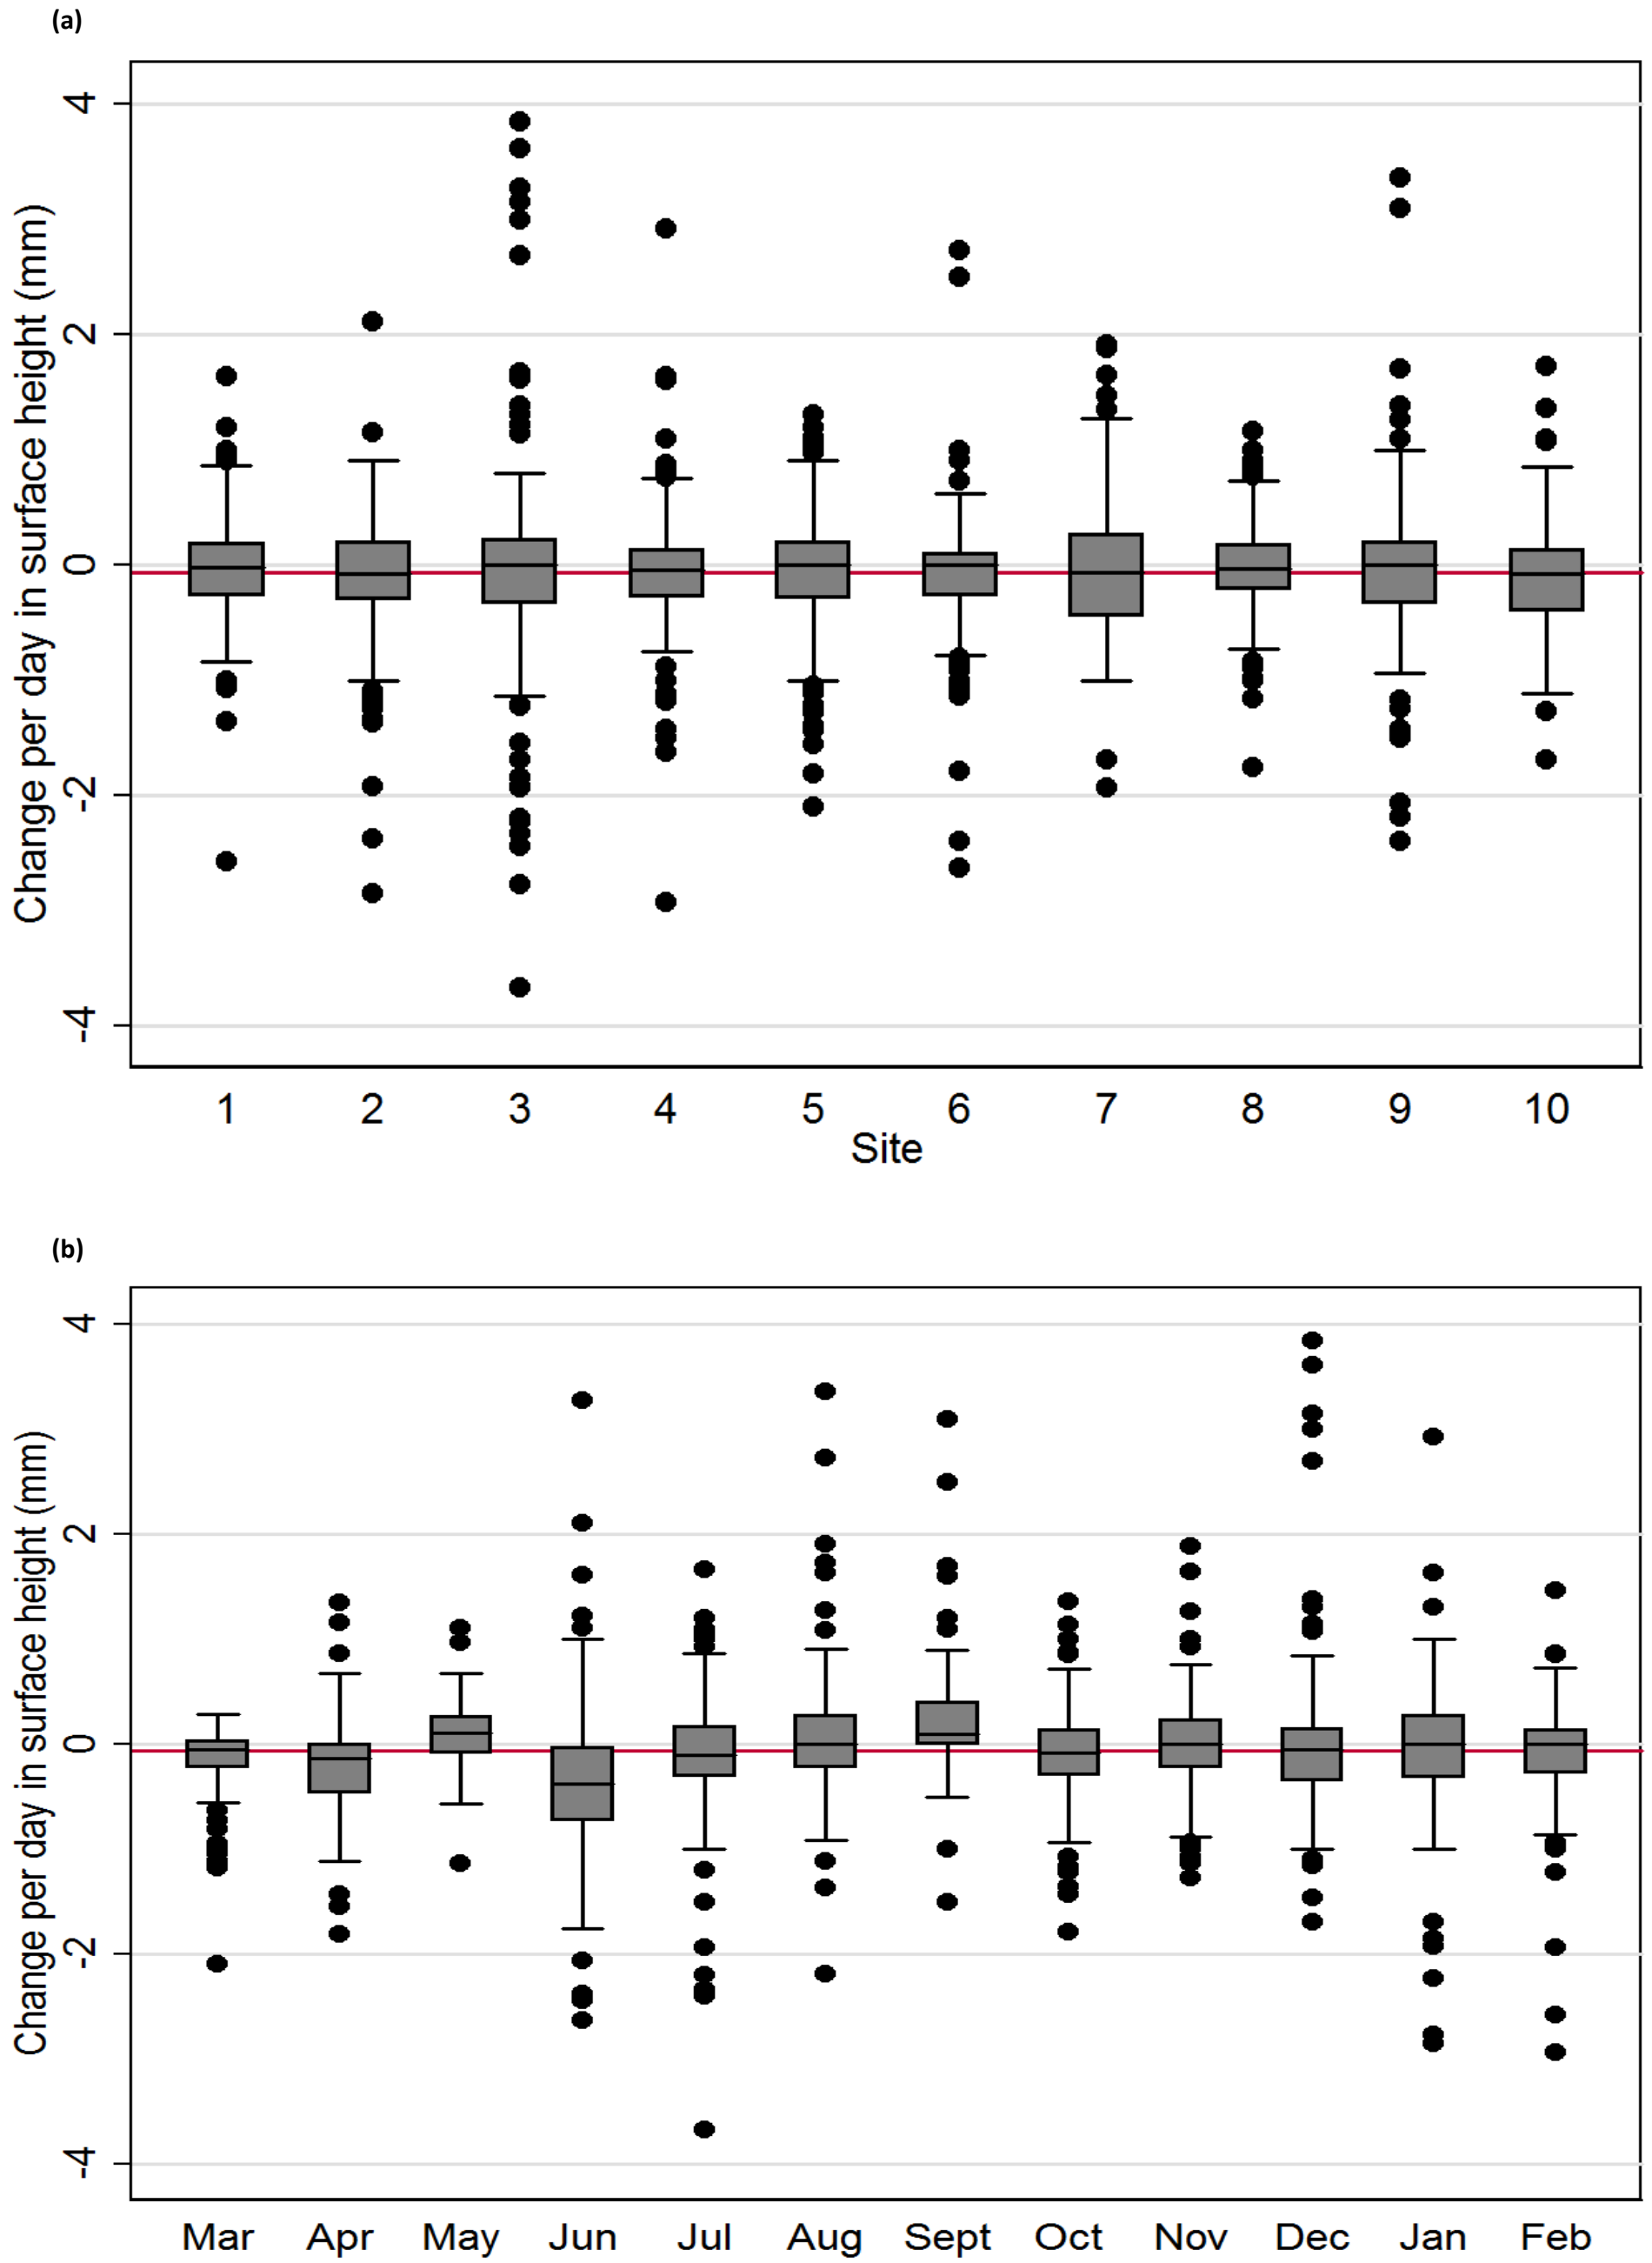 (a)
Change per day in surface height (mm)
4
2
0
-2
-4
1 2 3 4 5 6 7 8 9 10
Site
(b)
Change per day in surface height (mm)
4
2
0
-2
-4
Mar Apr May Jun Jul Aug Sept Oct Nov Dec Jan Feb